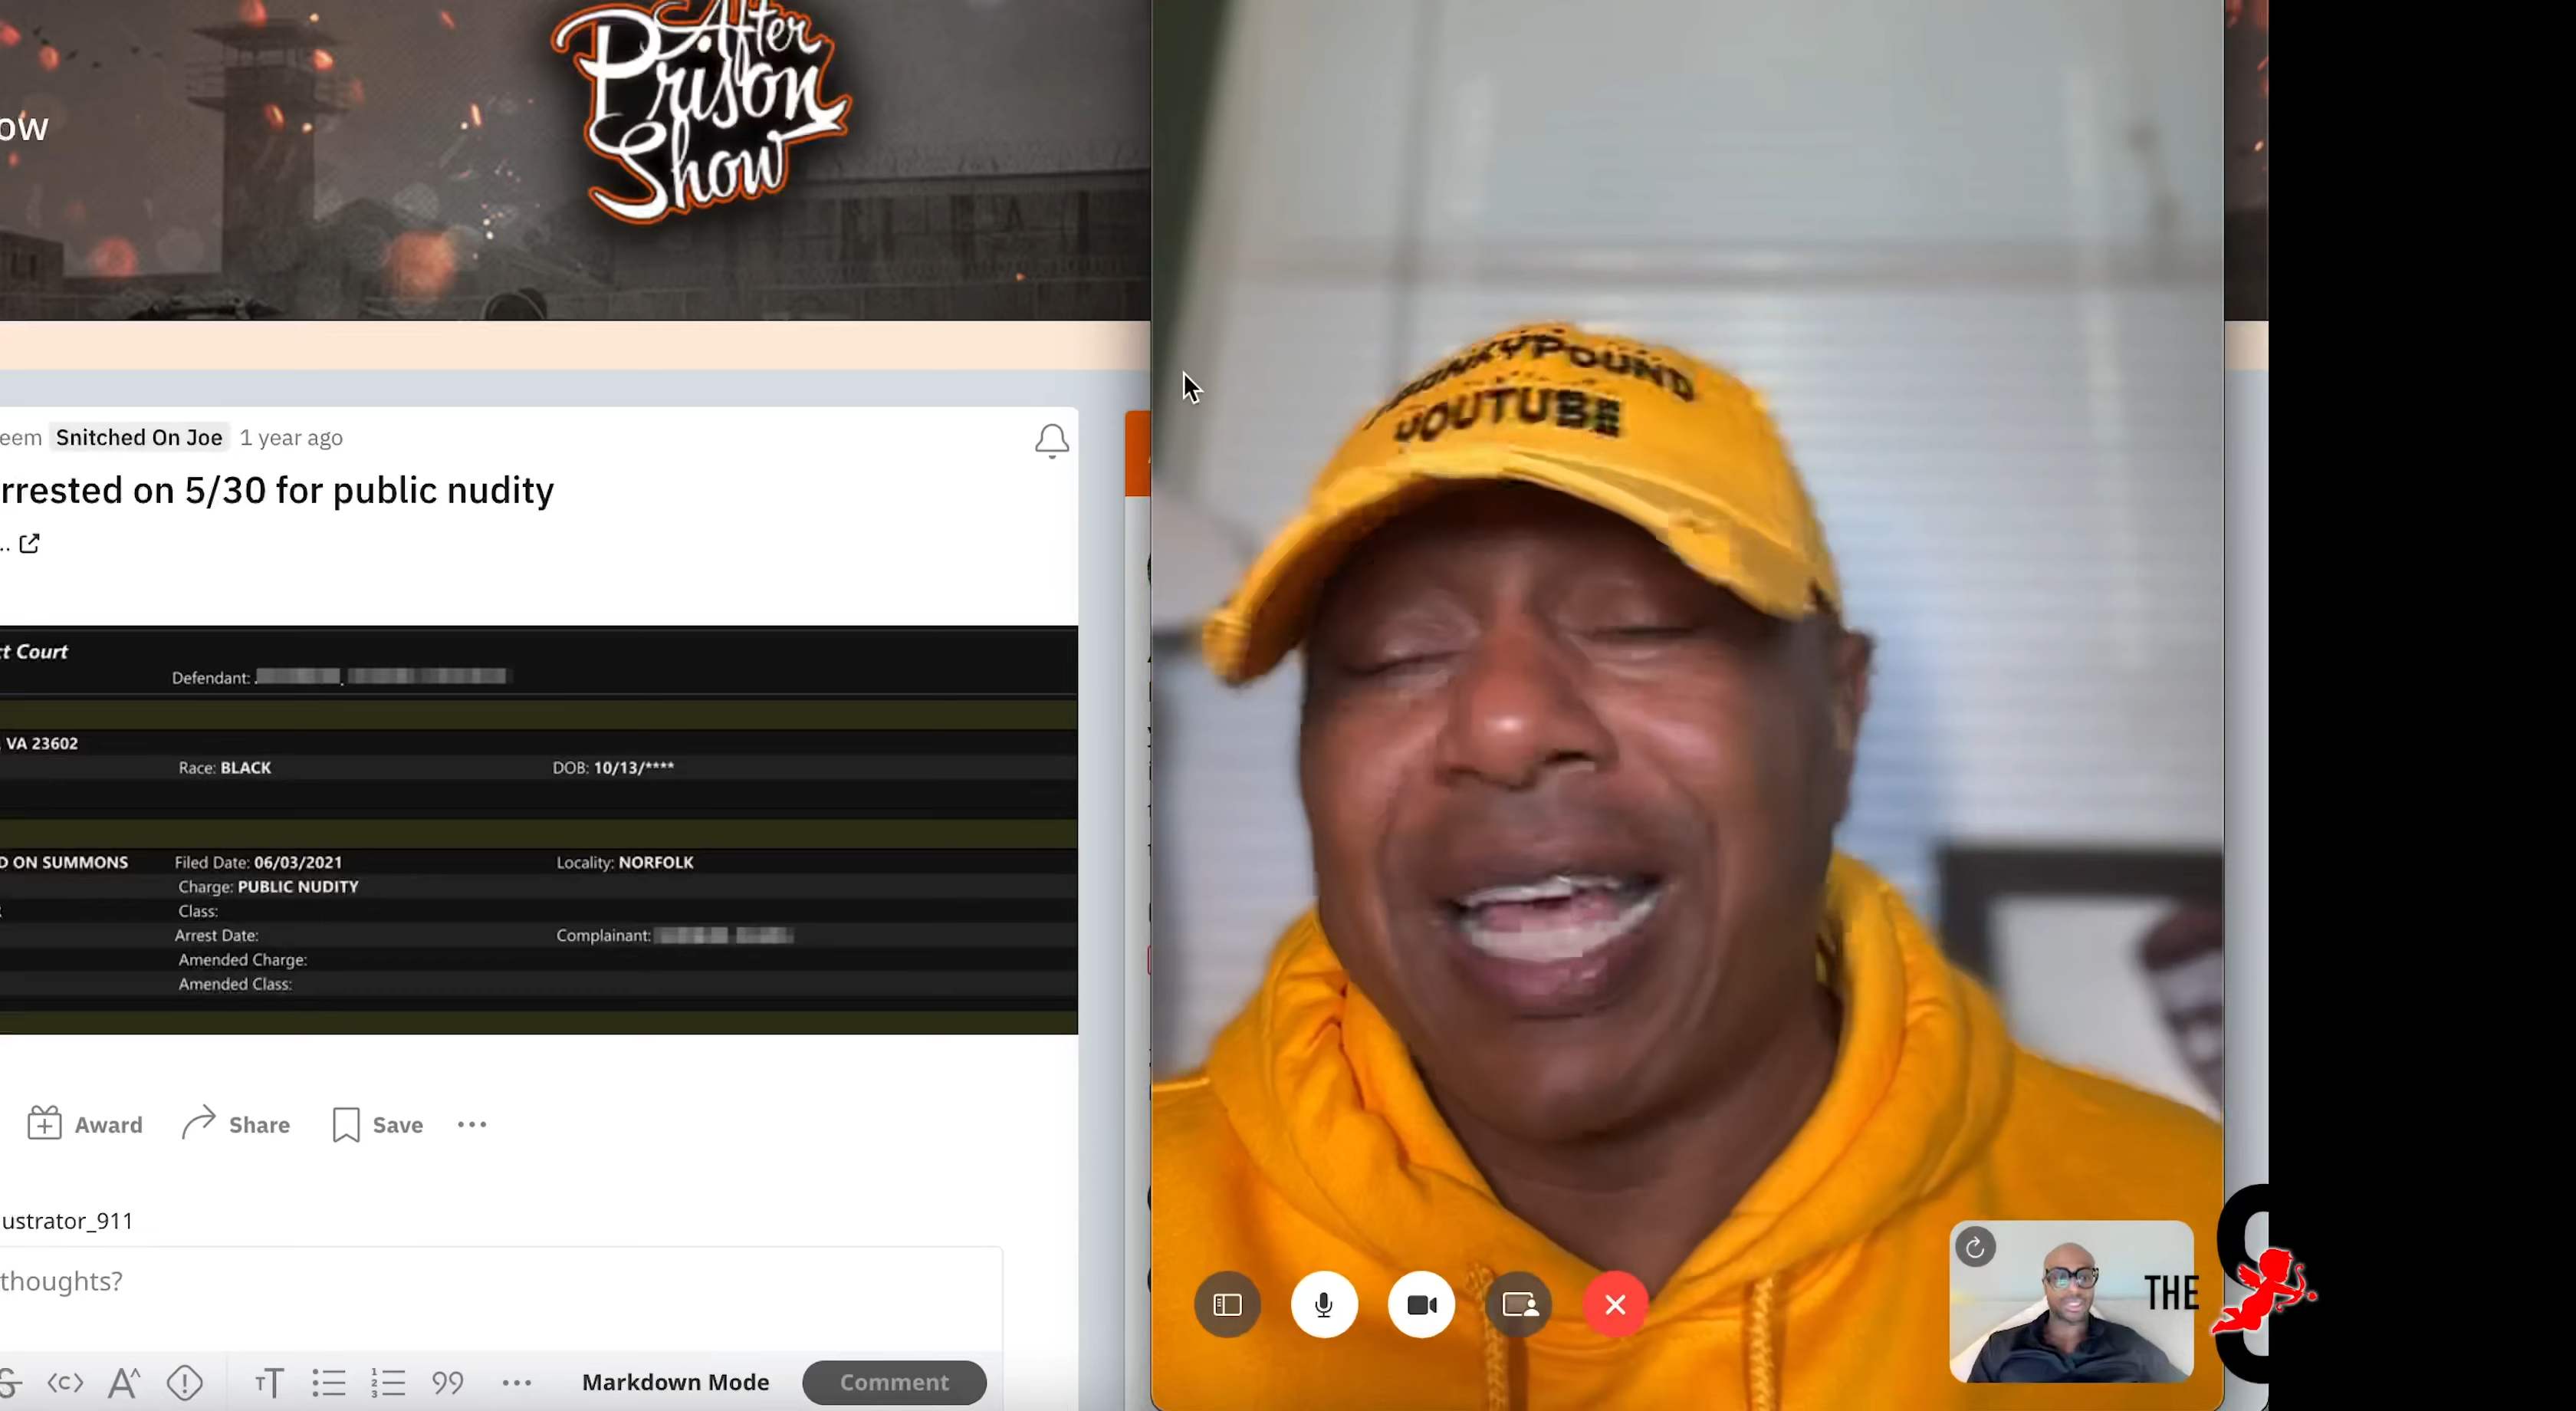 After
Prison
Show
ow
eem Snitched On Joe 1 year ago
rrested on 5/30 for public nudity
..
ct Court
Defendant:
VA 23602
Race: BLACK DOB: 10/13/****
D ON SUMMONS Filed Date: 06/03/2021 Locality: NORFOLK
Charge: PUBLIC NUDITY
Class:
Arrest Date: Complainant:
Amended Charge:
Amended Class:
Award Share Save ...
ustrator_911
thoughts?
Markdown Mode Comment
YOUTUBE
THE